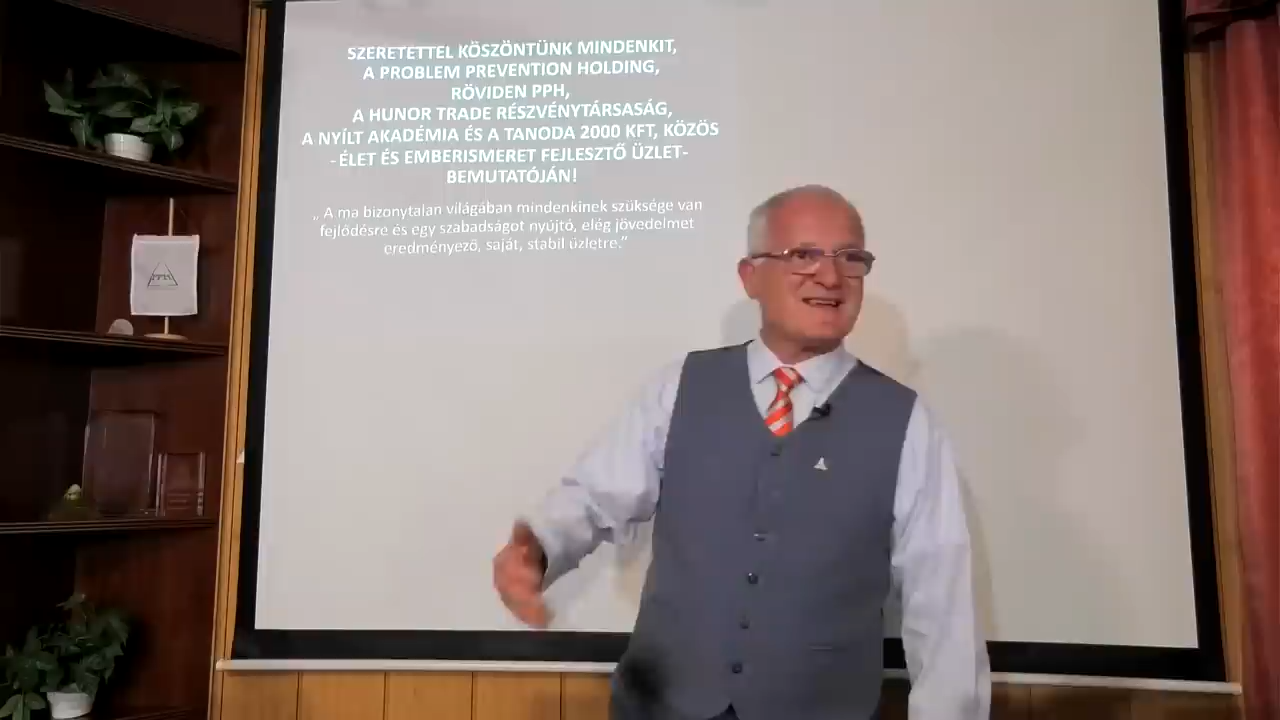 SZERETETTEL KÖSZÖNTÜNK MINDENKIT,
A PROBLEM PREVENTION HOLDING,
RÖVIDEN PPH,
A HUNOR TRADE RÉSZVÉNYTÁRSASÁG,
A NYÍLT AKADÉMIA ÉS A TANODA 2000 KFT, KÖZÖS
- ÉLET ÉS EMBERISMERET FEJLESZTŐ ÜZLET-
BEMUTATÓJÁN!
„ A ma bizonytalan világában mindenkinek szüksége van
fejlődésre és egy szabadságot nyújtó, elég jövedelmet
eredményező, saját, stabil üzletre.”